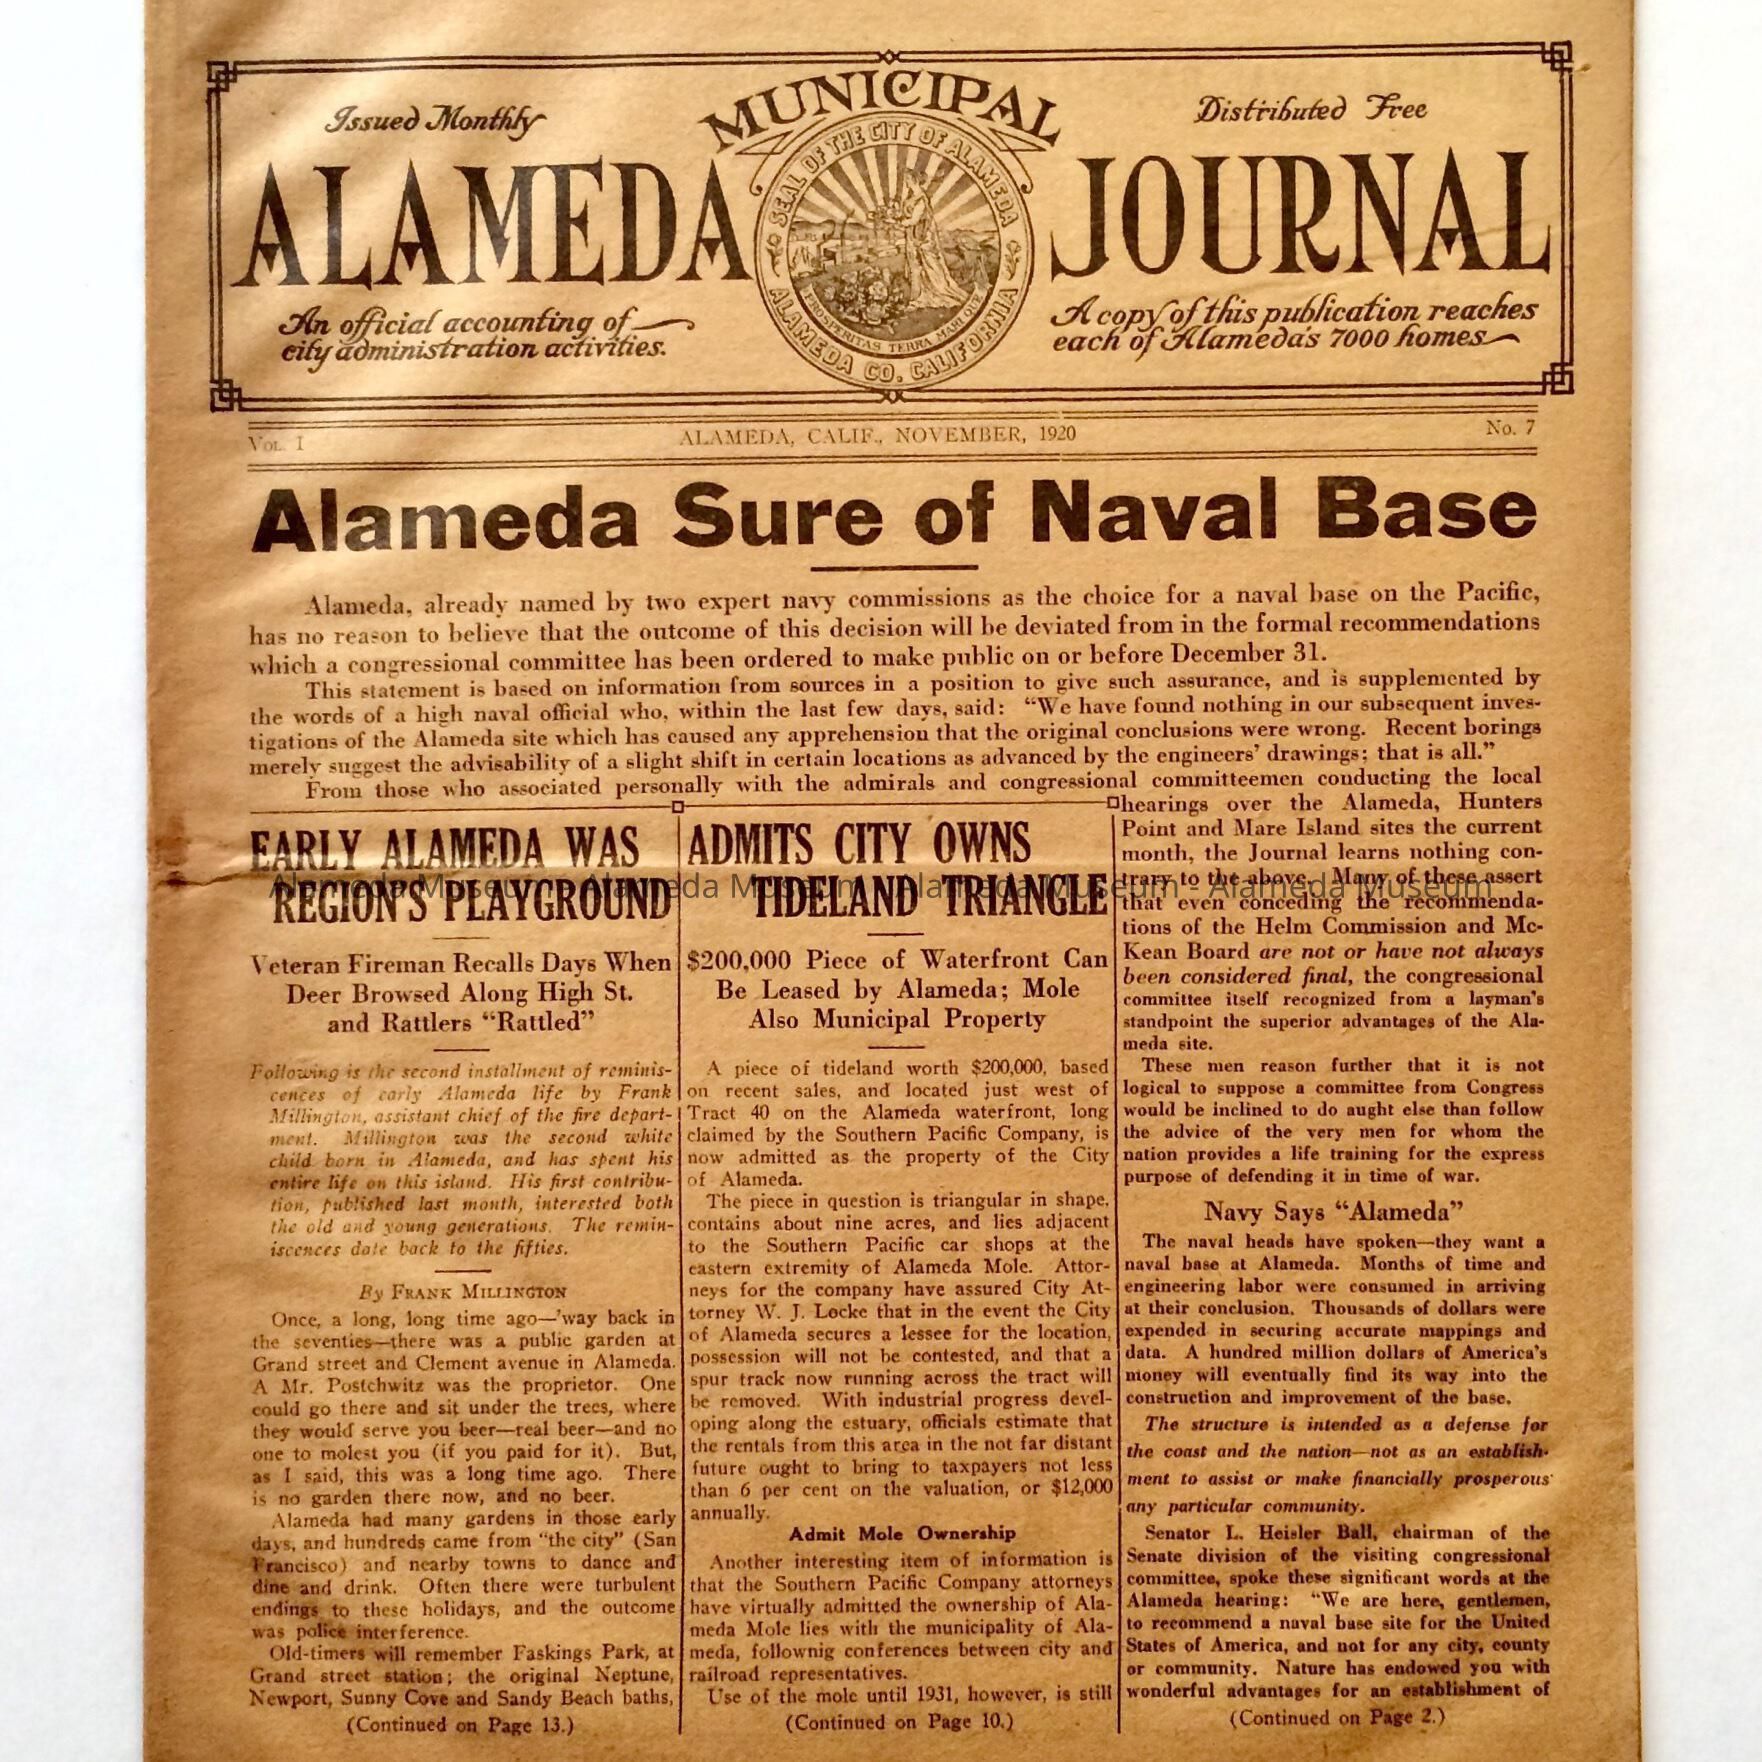 Issued Monthly
MUNICIPAL
Distributed Free
ALAMEDA
JOURNAL
SEAL OF THE CITY OF ALAMEDA
ALAMEDA CO. CALIFORNIA
PROSPERITAS TERRA MARI QUE
An official accounting of
city administration activities.
A copy of this publication reaches
each of Alameda's 7000 homes
VOL. I
ALAMEDA, CALIF., NOVEMBER, 1920
No. 7
Alameda Sure of Naval Base
Alameda, already named by two expert navy commissions as the choice for a naval base on the Pacific,
has no reason to believe that the outcome of this decision will be deviated from in the formal recommendations
which a congressional committee has been ordered to make public on or before December 31.
This statement is based on information from sources in a position to give such assurance, and is supplemented by
the words of a high naval official who, within the last few days, said: “We have found nothing in our subsequent inves-
tigations of the Alameda site which has caused any apprehension that the original conclusions were wrong. Recent borings
merely suggest the advisability of a slight shift in certain locations as advanced by the engineers’ drawings; that is all.”
From those who associated personally with the admirals and congressional committeemen conducting the local
hearings over the Alameda, Hunters
Point and Mare Island sites the current
month, the Journal learns nothing con-
trary to the above. Many of these assert
that even conceding the recommenda-
tions of the Helm Commission and Mc-
Kean Board are not or have not always
been considered final, the congressional
committee itself recognized from a layman's
standpoint the superior advantages of the Ala-
meda site.
These men reason further that it is not
logical to suppose a committee from Congress
would be inclined to do aught else than follow
the advice of the very men for whom the
nation provides a life training for the express
purpose of defending it in time of war.
Navy Says “Alameda”
The naval heads have spoken—they want a
naval base at Alameda. Months of time and
engineering labor were consumed in arriving
at their conclusion. Thousands of dollars were
expended in securing accurate mappings and
data. A hundred million dollars of America's
money will eventually find its way into the
construction and improvement of the base.
The structure is intended as a defense for
the coast and the nation—not as an establish-
ment to assist or make financially prosperous
any particular community.
Senator L. Heisler Ball, chairman of the
Senate division of the visiting congressional
committee, spoke these significant words at the
Alameda hearing: “We are here, gentlemen,
to recommend a naval base site for the United
States of America, and not for any city, county
or community. Nature has endowed you with
wonderful advantages for an establishment of
(Continued on Page 2.)
EARLY ALAMEDA WAS
REGION'S PLAYGROUND
Veteran Fireman Recalls Days When
Deer Browsed Along High St.
and Rattlers “Rattled”
Following is the second installment of reminis-
cences of early Alameda life by Frank
Millington, assistant chief of the fire depart-
ment. Millington was the second white
child born in Alameda, and has spent his
entire life on this island. His first contribu-
tion, published last month, interested both
the old and young generations. The remin-
iscences date back to the fifties.
By FRANK MILLINGTON
Once, a long, long time ago—'way back in
the seventies—there was a public garden at
Grand street and Clement avenue in Alameda.
A Mr. Postchwitz was the proprietor. One
could go there and sit under the trees, where
they would serve you beer—real beer—and no
one to molest you (if you paid for it). But,
as I said, this was a long time ago. There
is no garden there now, and no beer.
Alameda had many gardens in those early
days, and hundreds came from “the city” (San
Francisco) and nearby towns to dance and
dine and drink. Often there were turbulent
endings to these holidays, and the outcome
was police interference.
Old-timers will remember Faskings Park, at
Grand street station; the original Neptune,
Newport, Sunny Cove and Sandy Beach baths,
(Continued on Page 13.)
ADMITS CITY OWNS
TIDELAND TRIANGLE
$200,000 Piece of Waterfront Can
Be Leased by Alameda; Mole
Also Municipal Property
A piece of tideland worth $200,000, based
on recent sales, and located just west of
Tract 40 on the Alameda waterfront, long
claimed by the Southern Pacific Company, is
now admitted as the property of the City
of Alameda.
The piece in question is triangular in shape,
contains about nine acres, and lies adjacent
to the Southern Pacific car shops at the
eastern extremity of Alameda Mole. Attor-
neys for the company have assured City At-
torney W. J. Locke that in the event the City
of Alameda secures a lessee for the location,
possession will not be contested, and that a
spur track now running across the tract will
be removed. With industrial progress devel-
oping along the estuary, officials estimate that
the rentals from this area in the not far distant
future ought to bring to taxpayers not less
than 6 per cent on the valuation, or $12,000
annually.
Admit Mole Ownership
Another interesting item of information is
that the Southern Pacific Company attorneys
have virtually admitted the ownership of Ala-
meda Mole lies with the municipality of Ala-
meda, follownig conferences between city and
railroad representatives.
Use of the mole until 1931, however, is still
(Continued on Page 10.)
Alameda Museum - Alameda Museum - Alameda Museum - Alameda Museum